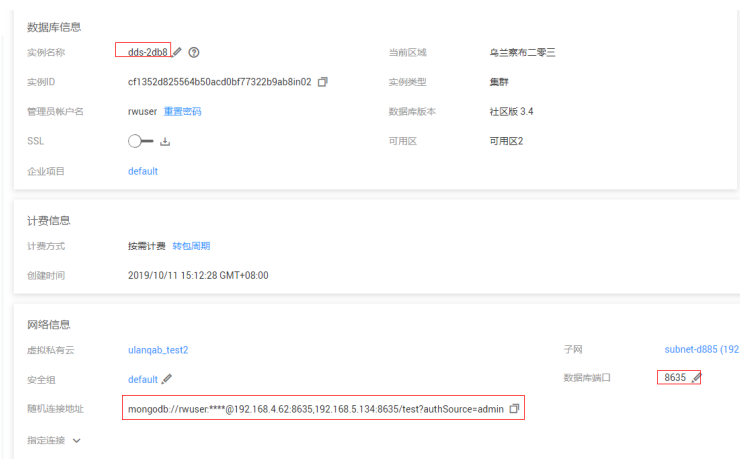 数据库信息
实例名称 dds-2db8 当前区域 乌兰察布二零三
实例ID cf1352d825564b50acd0bf77322b9ab8in02 实例类型 集群
管理员帐户名 rwuser 重置密码 数据库版本 社区版 3.4
SSL 可用区 可用区2
企业项目 default
计费信息
计费方式 按需计费 转包周期
创建时间 2019/10/11 15:12:28 GMT+08:00
网络信息
虚拟私有云 ulanqab_test2 子网 subnet-d885 (192
安全组 default 数据库端口 8635
随机连接地址 mongodb://rwuser:****@192.168.4.62:8635,192.168.5.134:8635/test?authSource=admin
指定连接